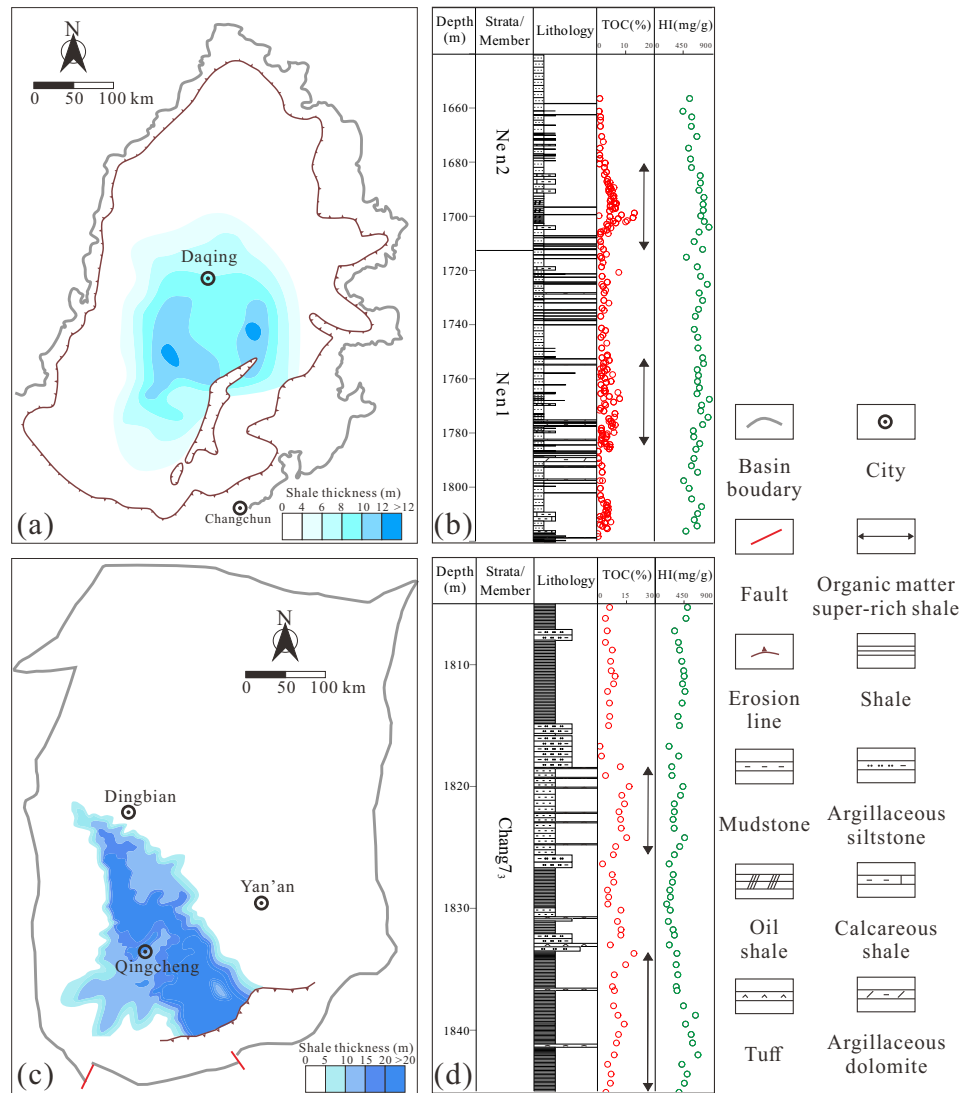 N
0 50 100 km
Daqing
Changchun
Shale thickness (m)
0 4 6 8 10 12 >12
(a)
Depth Strata/ Lithology TOC(%) HI(mg/g)
(m) Member
0 10 20 0 450 900
1660
1680
1700
1720
1740
1760
1780
1800
Nen2
Nen1
(b)
N
0 50 100 km
Dingbian
Yan'an
Qingcheng
Shale thickness (m)
0 5 10 15 20 >20
(c)
Depth Strata/ Lithology TOC(%) HI(mg/g)
(m) Member
0 15 30 0 450 900
1810
1820
1830
1840
Chang7₃
(d)
Basin
boudary
City
Fault
Organic matter
super-rich shale
Erosion
line
Shale
Mudstone
Argillaceous
siltstone
Oil
shale
Calcareous
shale
Tuff
Argillaceous
dolomite